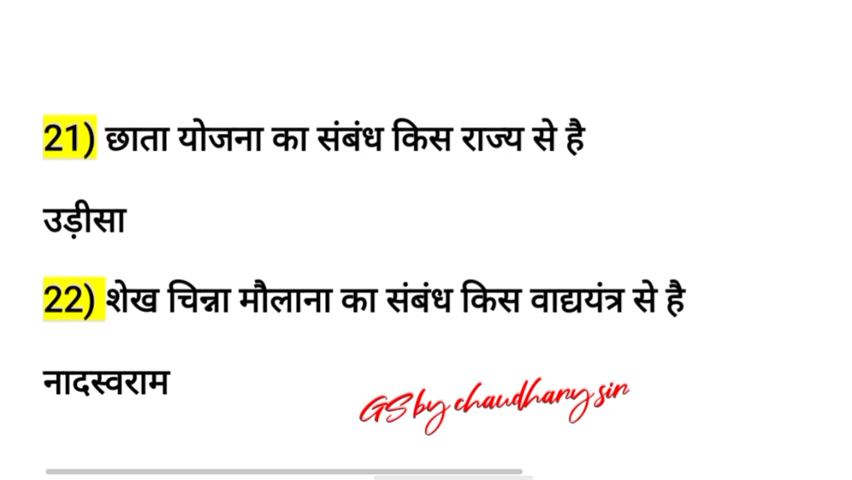 21) छाता योजना का संबंध किस राज्य से है
उड़ीसा
22) शेख चिन्ना मौलाना का संबंध किस वाद्ययंत्र से है
नादस्वराम
GS by chaudhary sir